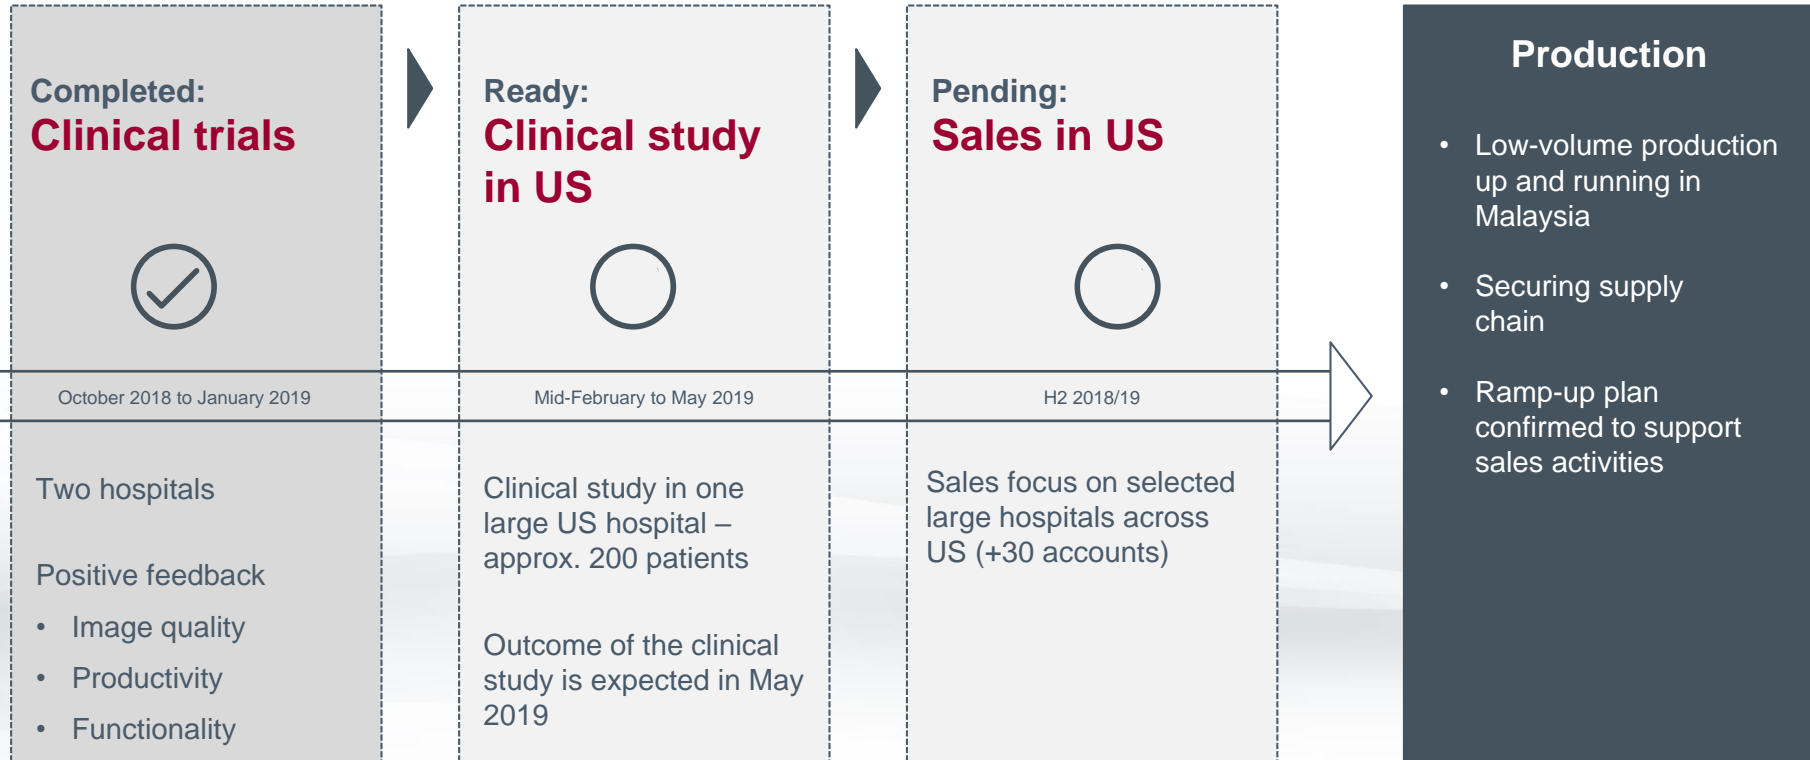 Completed:
Clinical trials
October 2018 to January 2019
Two hospitals
Positive feedback
• Image quality
• Productivity
• Functionality
Ready:
Clinical study
in US
Mid-February to May 2019
Clinical study in one
large US hospital –
approx. 200 patients
Outcome of the clinical
study is expected in May
2019
Pending:
Sales in US
H2 2018/19
Sales focus on selected
large hospitals across
US (+30 accounts)
Production
• Low-volume production
up and running in
Malaysia
• Securing supply
chain
• Ramp-up plan
confirmed to support
sales activities